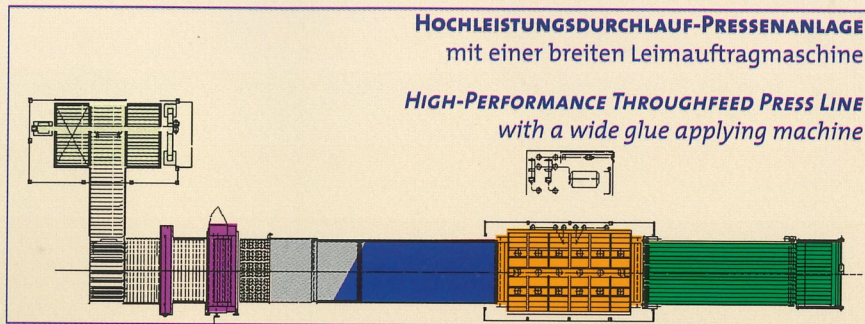 HOCHLEISTUNGSDURCHLAUF-PRESSENANLAGE
mit einer breiten Leimauftragmaschine
HIGH-PERFORMANCE THROUGHFEED PRESS LINE
with a wide glue applying machine